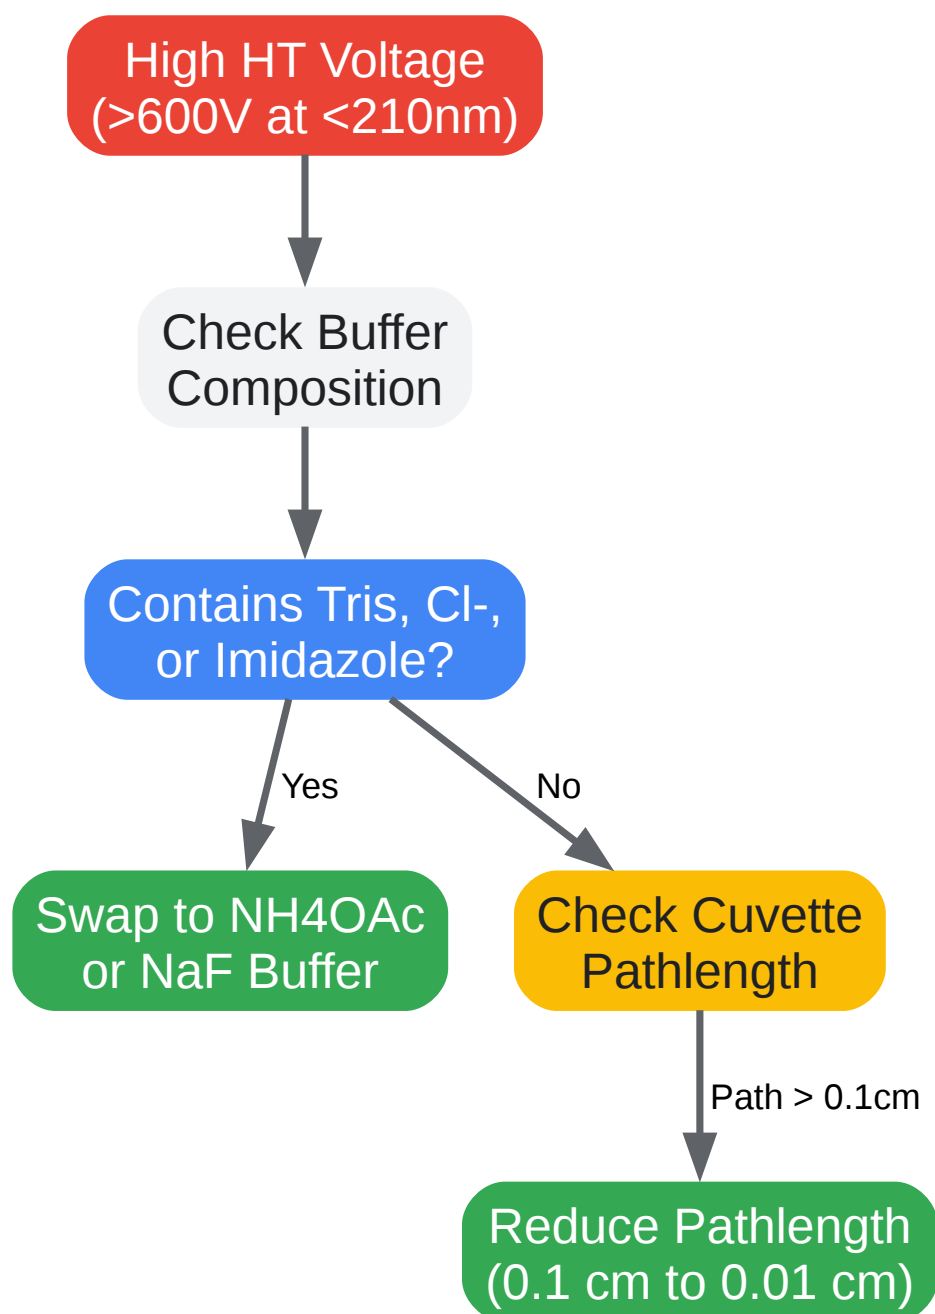 High HT Voltage
(>600V at <210nm)
Check Buffer
Composition
Contains Tris, Cl-,
or Imidazole?
Yes
No
Swap to NH4OAc
or NaF Buffer
Check Cuvette
Pathlength
Path > 0.1cm
Reduce Pathlength
(0.1 cm to 0.01 cm)